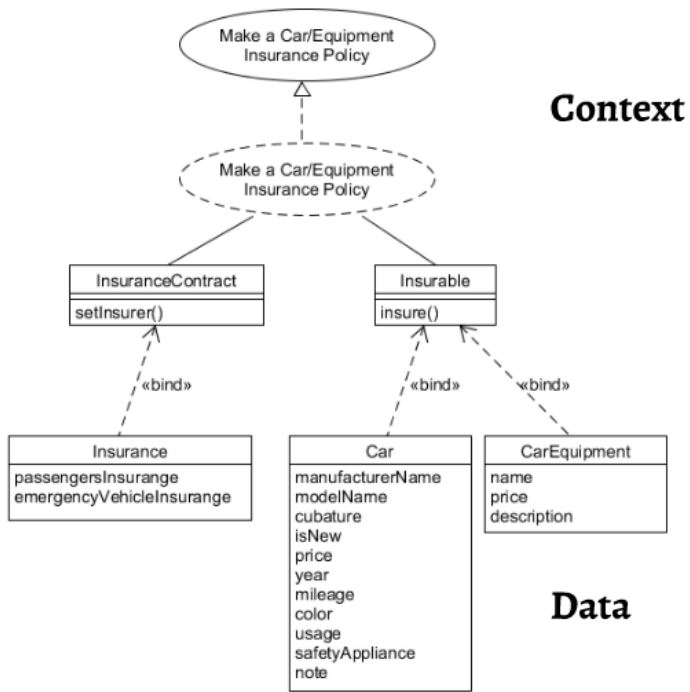 Make a Car/Equipment
Insurance Policy
Context
Make a Car/Equipment
Insurance Policy
InsuranceContract
setInsurer()
Insurable
insure()
«bind»
«bind»
«bind»
Insurance
passengersInsurange
emergencyVehicleInsurange
Car
manufacturerName
modelName
cubature
isNew
price
year
mileage
color
usage
safetyAppliance
note
CarEquipment
name
price
description
Data